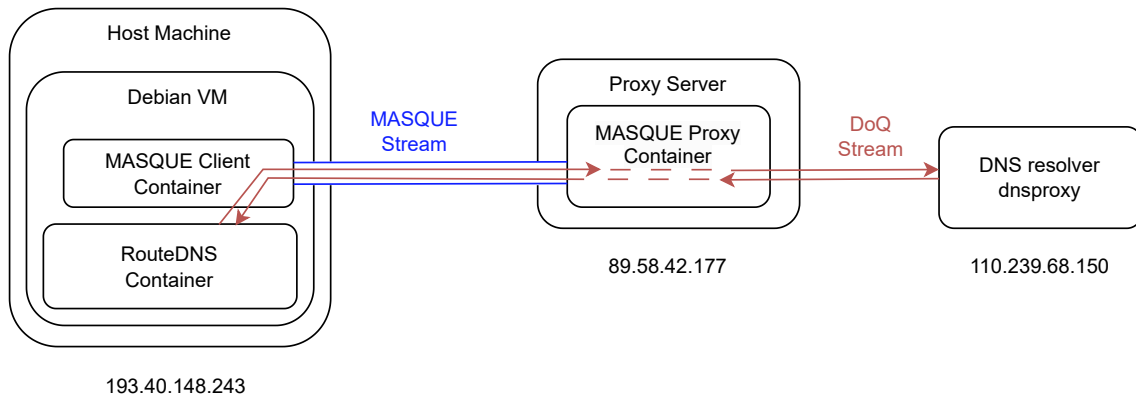 Host Machine
Debian VM
MASQUE Client
Container
RouteDNS
Container
193.40.148.243
MASQUE
Stream
Proxy Server
MASQUE Proxy
Container
89.58.42.177
DoQ
Stream
DNS resolver
dnsproxy
110.239.68.150